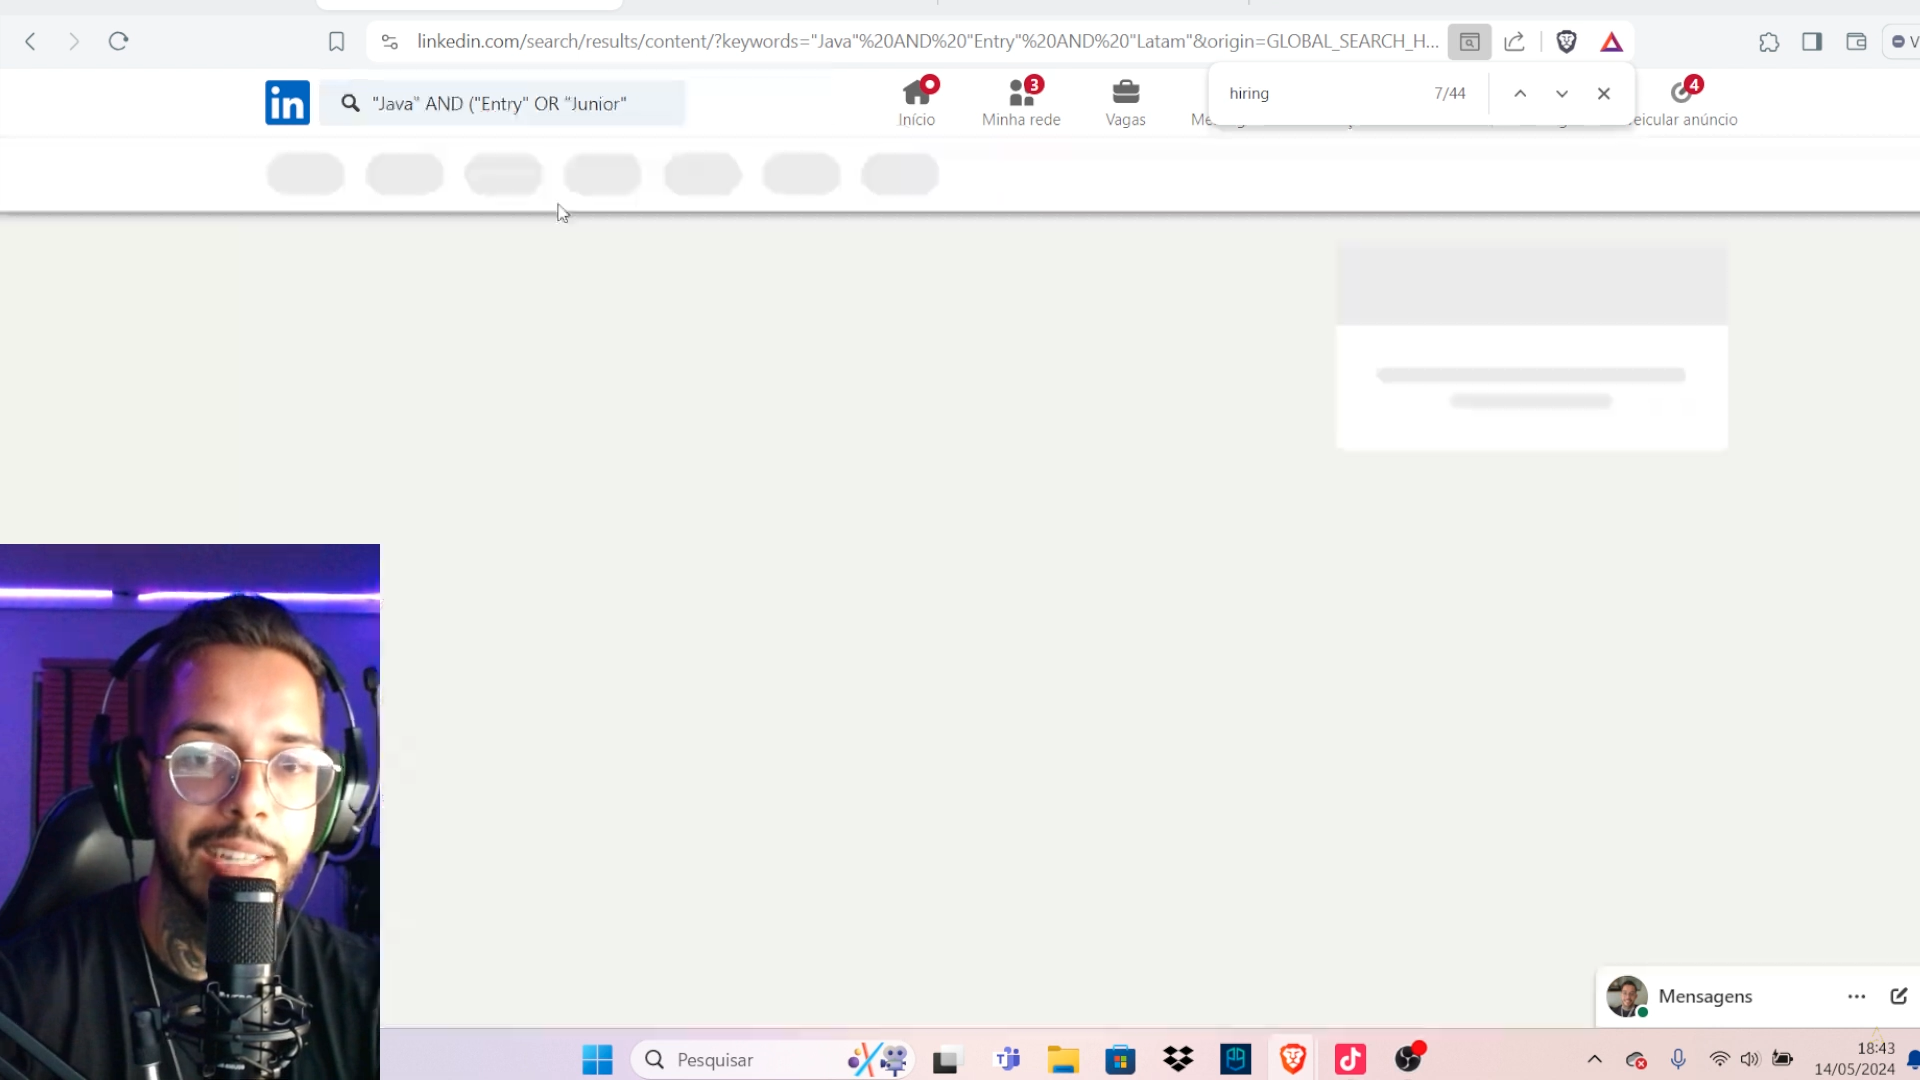 linkedin.com/search/results/content/?keywords="Java"%20AND%20"Entry"%20AND%20"Latam"&origin=GLOBAL_SEARCH_H...
V
hiring
7/44
in
"Java" AND ("Entry" OR "Junior"
3
4
Início
Minha rede
Vagas
eicular anúncio
Mensagens
Pesquisar
18:43
14/05/2024